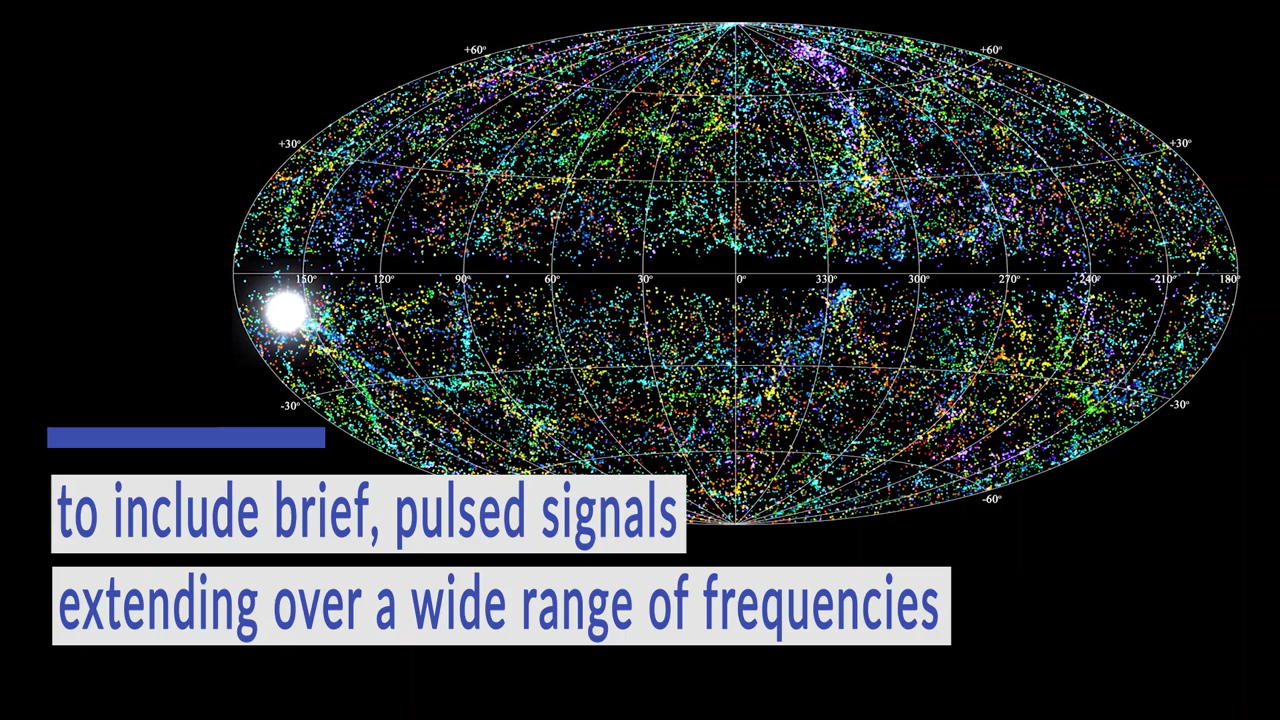 +60° +60°
+30° +30°
150° 120° 90° 60° 30° 0° 330° 300° 270° 240° 210° 180°
-30° -30°
to include brief, pulsed signals
-60°
extending over a wide range of frequencies